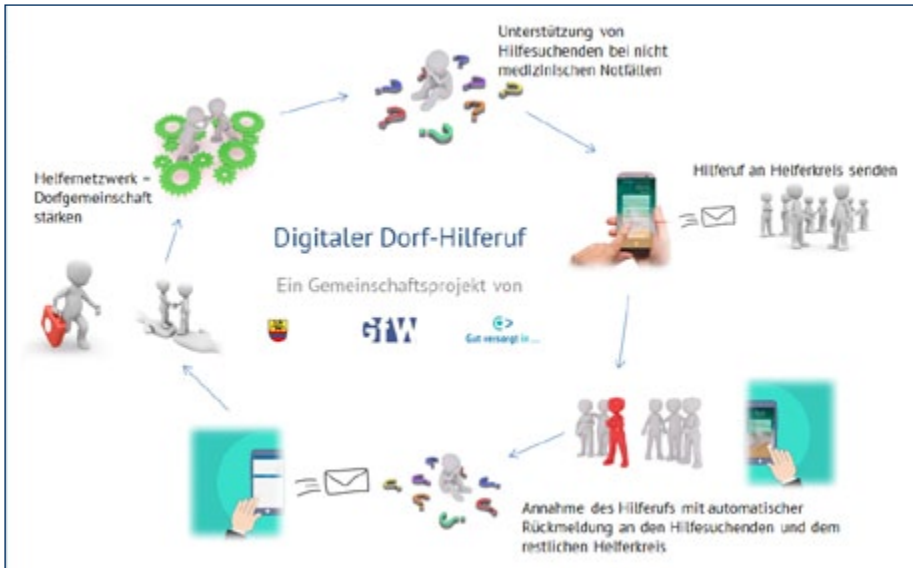 Unterstützung von
Hilfesuchenden bei nicht
medizinischen Notfällen
Hilferuf an Helferkreis senden
Helfernetzwerk –
Dorfgemeinschaft
stärken
Digitaler Dorf-Hilferuf
Ein Gemeinschaftsprojekt von
GfW
Gut versorgt in ...
Annahme des Hilferufs mit automatischer
Rückmeldung an den Hilfesuchenden und dem
restlichen Helferkreis